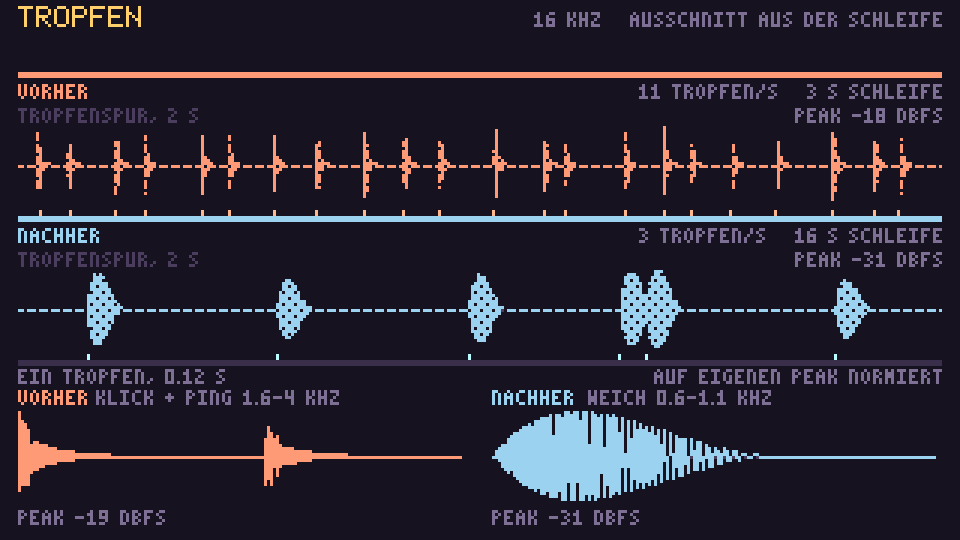 TROPFEN
16 KHZ AUSSCHNITT AUS DER SCHLEIFE
VORHER
11 TROPFEN/S 3 S SCHLEIFE
TROPFENSPUR, 2 S
PEAK -18 DBFS
NACHHER
3 TROPFEN/S 16 S SCHLEIFE
TROPFENSPUR, 2 S
PEAK -31 DBFS
EIN TROPFEN, 0.12 S
AUF EIGENEN PEAK NORMIERT
VORHER KLICK + PING 1.6-4 KHZ
NACHHER WEICH 0.6-1.1 KHZ
PEAK -19 DBFS
PEAK -31 DBFS